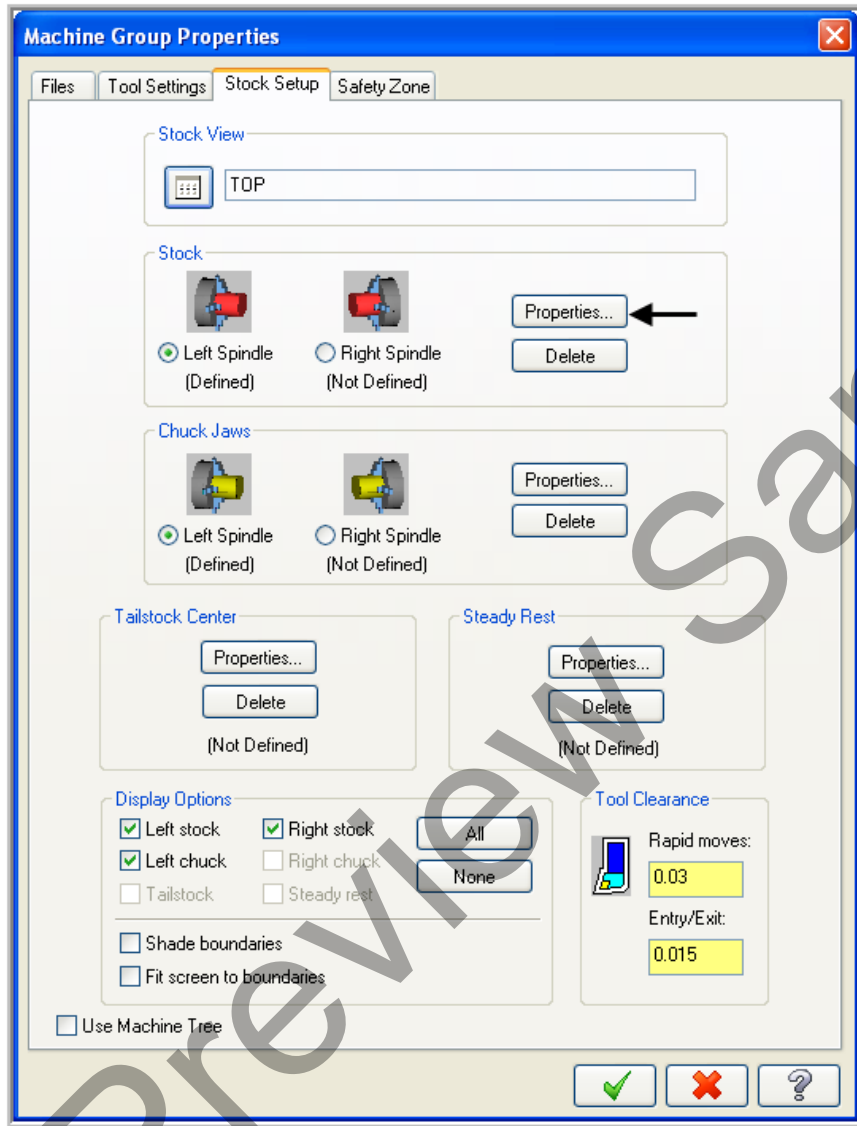 Machine Group Properties
Files Tool Settings Stock Setup Safety Zone
Stock View
TOP
Stock
Left Spindle Right Spindle
(Defined) (Not Defined)
Properties...
Delete
Chuck Jaws
Left Spindle Right Spindle
(Defined) (Not Defined)
Properties...
Delete
Tailstock Center
Properties...
Delete
(Not Defined)
Steady Rest
Properties...
Delete
(Not Defined)
Display Options
Left stock Right stock
Left chuck Right chuck
Tailstock Steady rest
All
None
Shade boundaries
Fit screen to boundaries
Tool Clearance
Rapid moves:
0.03
Entry/Exit:
0.015
Use Machine Tree
Preview Sa